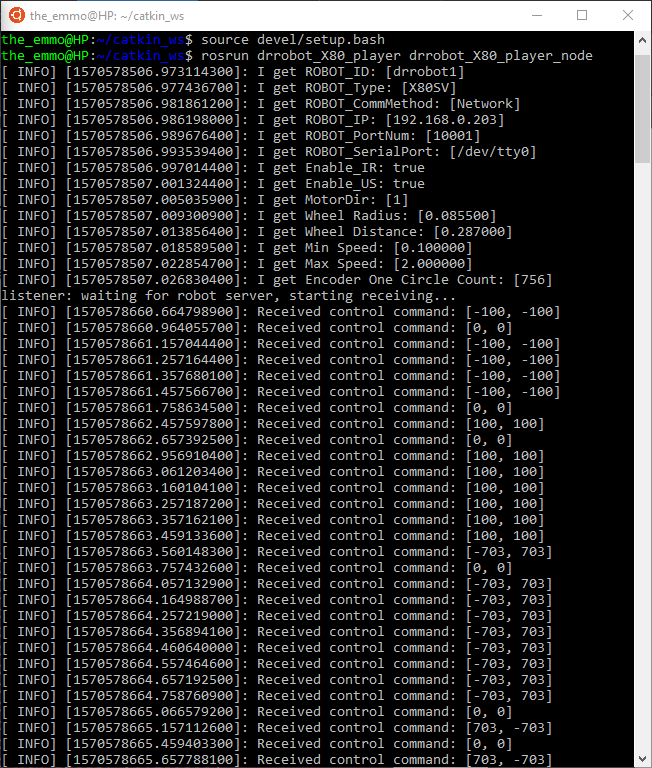 the_emmo@HP: ~/catkin_ws
the_emmo@HP:~/catkin_ws$ source devel/setup.bash
the_emmo@HP:~/catkin_ws$ rosrun drrobot_X80_player drrobot_X80_player_node
[ INFO] [1570578506.973114300]: I get ROBOT_ID: [drrobot1]
[ INFO] [1570578506.977436700]: I get ROBOT_Type: [X80SV]
[ INFO] [1570578506.981861200]: I get ROBOT_CommMethod: [Network]
[ INFO] [1570578506.986198000]: I get ROBOT_IP: [192.168.0.203]
[ INFO] [1570578506.989676400]: I get ROBOT_PortNum: [10001]
[ INFO] [1570578506.993539400]: I get ROBOT_SerialPort: [/dev/tty0]
[ INFO] [1570578506.997014400]: I get Enable_IR: true
[ INFO] [1570578507.001324400]: I get Enable_US: true
[ INFO] [1570578507.005035900]: I get MotorDir: [1]
[ INFO] [1570578507.009300900]: I get Wheel Radius: [0.085500]
[ INFO] [1570578507.013856400]: I get Wheel Distance: [0.287000]
[ INFO] [1570578507.018589500]: I get Min Speed: [0.100000]
[ INFO] [1570578507.022854700]: I get Max Speed: [2.000000]
[ INFO] [1570578507.026830400]: I get Encoder One Circle Count: [756]
listener: waiting for robot server, starting receiving...
[ INFO] [1570578660.664798900]: Received control command: [-100, -100]
[ INFO] [1570578660.964055700]: Received control command: [0, 0]
[ INFO] [1570578661.157044400]: Received control command: [-100, -100]
[ INFO] [1570578661.257164400]: Received control command: [-100, -100]
[ INFO] [1570578661.357680100]: Received control command: [-100, -100]
[ INFO] [1570578661.457566700]: Received control command: [-100, -100]
[ INFO] [1570578661.758634500]: Received control command: [0, 0]
[ INFO] [1570578662.457597800]: Received control command: [100, 100]
[ INFO] [1570578662.657392500]: Received control command: [0, 0]
[ INFO] [1570578662.956910400]: Received control command: [100, 100]
[ INFO] [1570578663.061203400]: Received control command: [100, 100]
[ INFO] [1570578663.160104100]: Received control command: [100, 100]
[ INFO] [1570578663.257187200]: Received control command: [100, 100]
[ INFO] [1570578663.357162100]: Received control command: [100, 100]
[ INFO] [1570578663.459133600]: Received control command: [100, 100]
[ INFO] [1570578663.560148300]: Received control command: [-703, 703]
[ INFO] [1570578663.757432600]: Received control command: [0, 0]
[ INFO] [1570578664.057132900]: Received control command: [-703, 703]
[ INFO] [1570578664.164988700]: Received control command: [-703, 703]
[ INFO] [1570578664.257219000]: Received control command: [-703, 703]
[ INFO] [1570578664.356894100]: Received control command: [-703, 703]
[ INFO] [1570578664.460640000]: Received control command: [-703, 703]
[ INFO] [1570578664.557464600]: Received control command: [-703, 703]
[ INFO] [1570578664.657192500]: Received control command: [-703, 703]
[ INFO] [1570578664.758760900]: Received control command: [-703, 703]
[ INFO] [1570578665.066579200]: Received control command: [0, 0]
[ INFO] [1570578665.157112600]: Received control command: [703, -703]
[ INFO] [1570578665.459403300]: Received control command: [0, 0]
[ INFO] [1570578665.657788100]: Received control command: [703, -703]